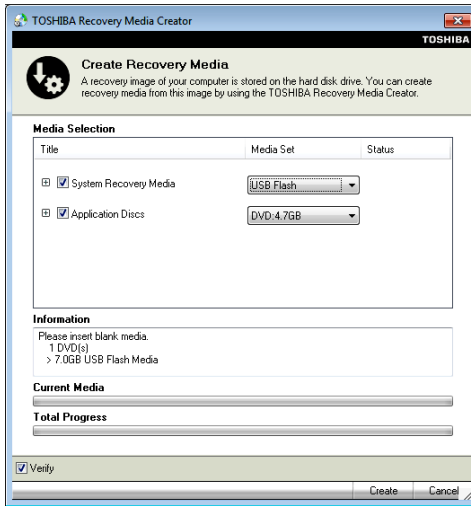 TOSHIBA Recovery Media Creator
TOSHIBA
Create Recovery Media
A recovery image of your computer is stored on the hard disk drive. You can create
recovery media from this image by using the TOSHIBA Recovery Media Creator.
Media Selection
Title Media Set Status
System Recovery Media USB Flash
Application Discs DVD:4.7GB
Information
Please insert blank media.
1 DVD(s)
> 7.0GB USB Flash Media
Current Media
Total Progress
Verify
Create Cancel